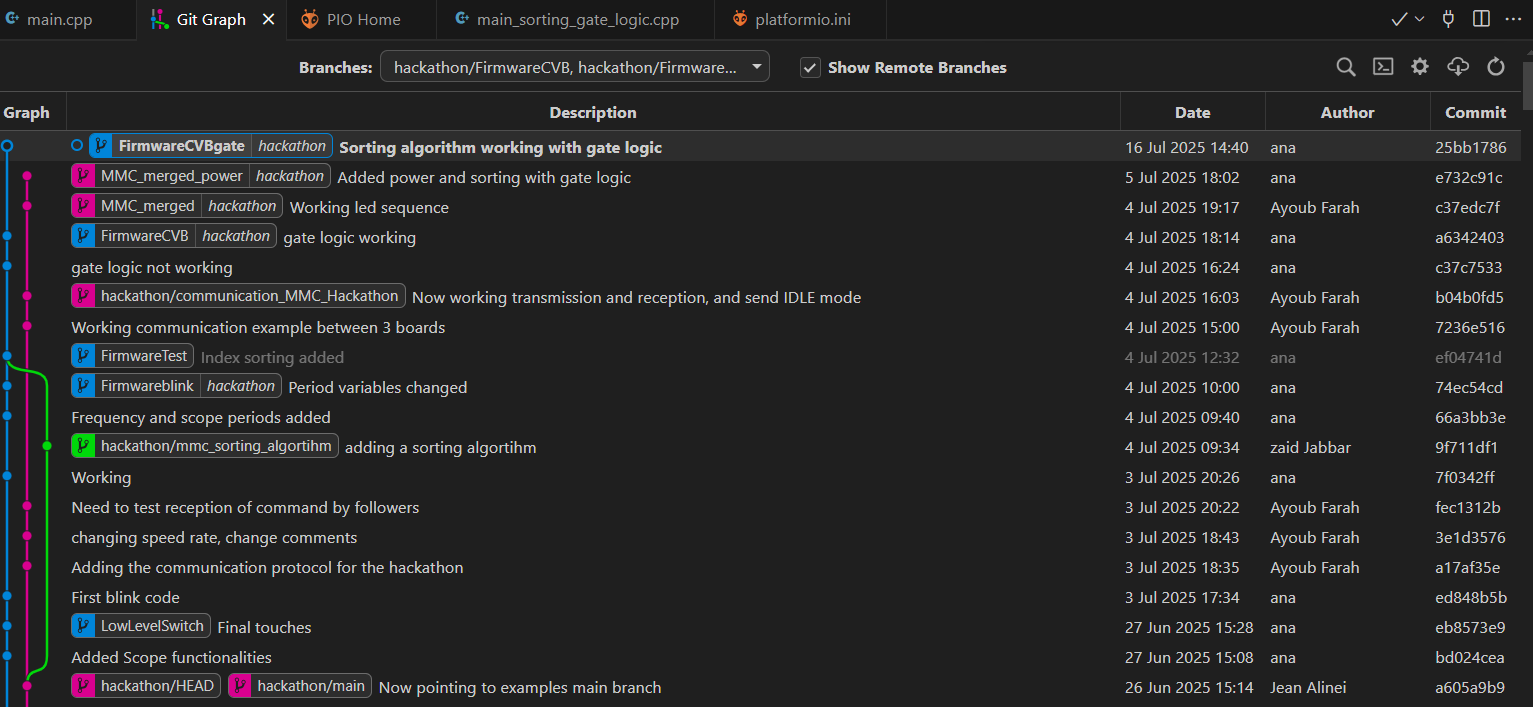 main.cpp Git Graph PIO Home main_sorting_gate_logic.cpp platformio.ini
Branches: hackathon/FirmwareCVB, hackathon/Firmware... Show Remote Branches
Graph Description Date Author Commit
FirmwareCVBgate hackathon Sorting algorithm working with gate logic 16 Jul 2025 14:40 ana 25bb1786
MMC_merged_power hackathon Added power and sorting with gate logic 5 Jul 2025 18:02 ana e732c91c
MMC_merged hackathon Working led sequence 4 Jul 2025 19:17 Ayoub Farah c37edc7f
FirmwareCVB hackathon gate logic working 4 Jul 2025 18:14 ana a6342403
gate logic not working 4 Jul 2025 16:24 ana c37c7533
hackathon/communication_MMC_Hackathon Now working transmission and reception, and send IDLE mode 4 Jul 2025 16:03 Ayoub Farah b04b0fd5
Working communication example between 3 boards 4 Jul 2025 15:00 Ayoub Farah 7236e516
FirmwareTest Index sorting added 4 Jul 2025 12:32 ana ef04741d
Firmwareblink hackathon Period variables changed 4 Jul 2025 10:00 ana 74ec54cd
Frequency and scope periods added 4 Jul 2025 09:40 ana 66a3bb3e
hackathon/mmc_sorting_algortihm adding a sorting algortihm 4 Jul 2025 09:34 zaid Jabbar 9f711df1
Working 3 Jul 2025 20:26 ana 7f0342ff
Need to test reception of command by followers 3 Jul 2025 20:22 Ayoub Farah fec1312b
changing speed rate, change comments 3 Jul 2025 18:43 Ayoub Farah 3e1d3576
Adding the communication protocol for the hackathon 3 Jul 2025 18:35 Ayoub Farah a17af35e
First blink code 3 Jul 2025 17:34 ana ed848b5b
LowLevelSwitch Final touches 27 Jun 2025 15:28 ana eb8573e9
Added Scope functionalities 27 Jun 2025 15:08 ana bd024cea
hackathon/HEAD hackathon/main Now pointing to examples main branch 26 Jun 2025 15:14 Jean Alinei a605a9b9